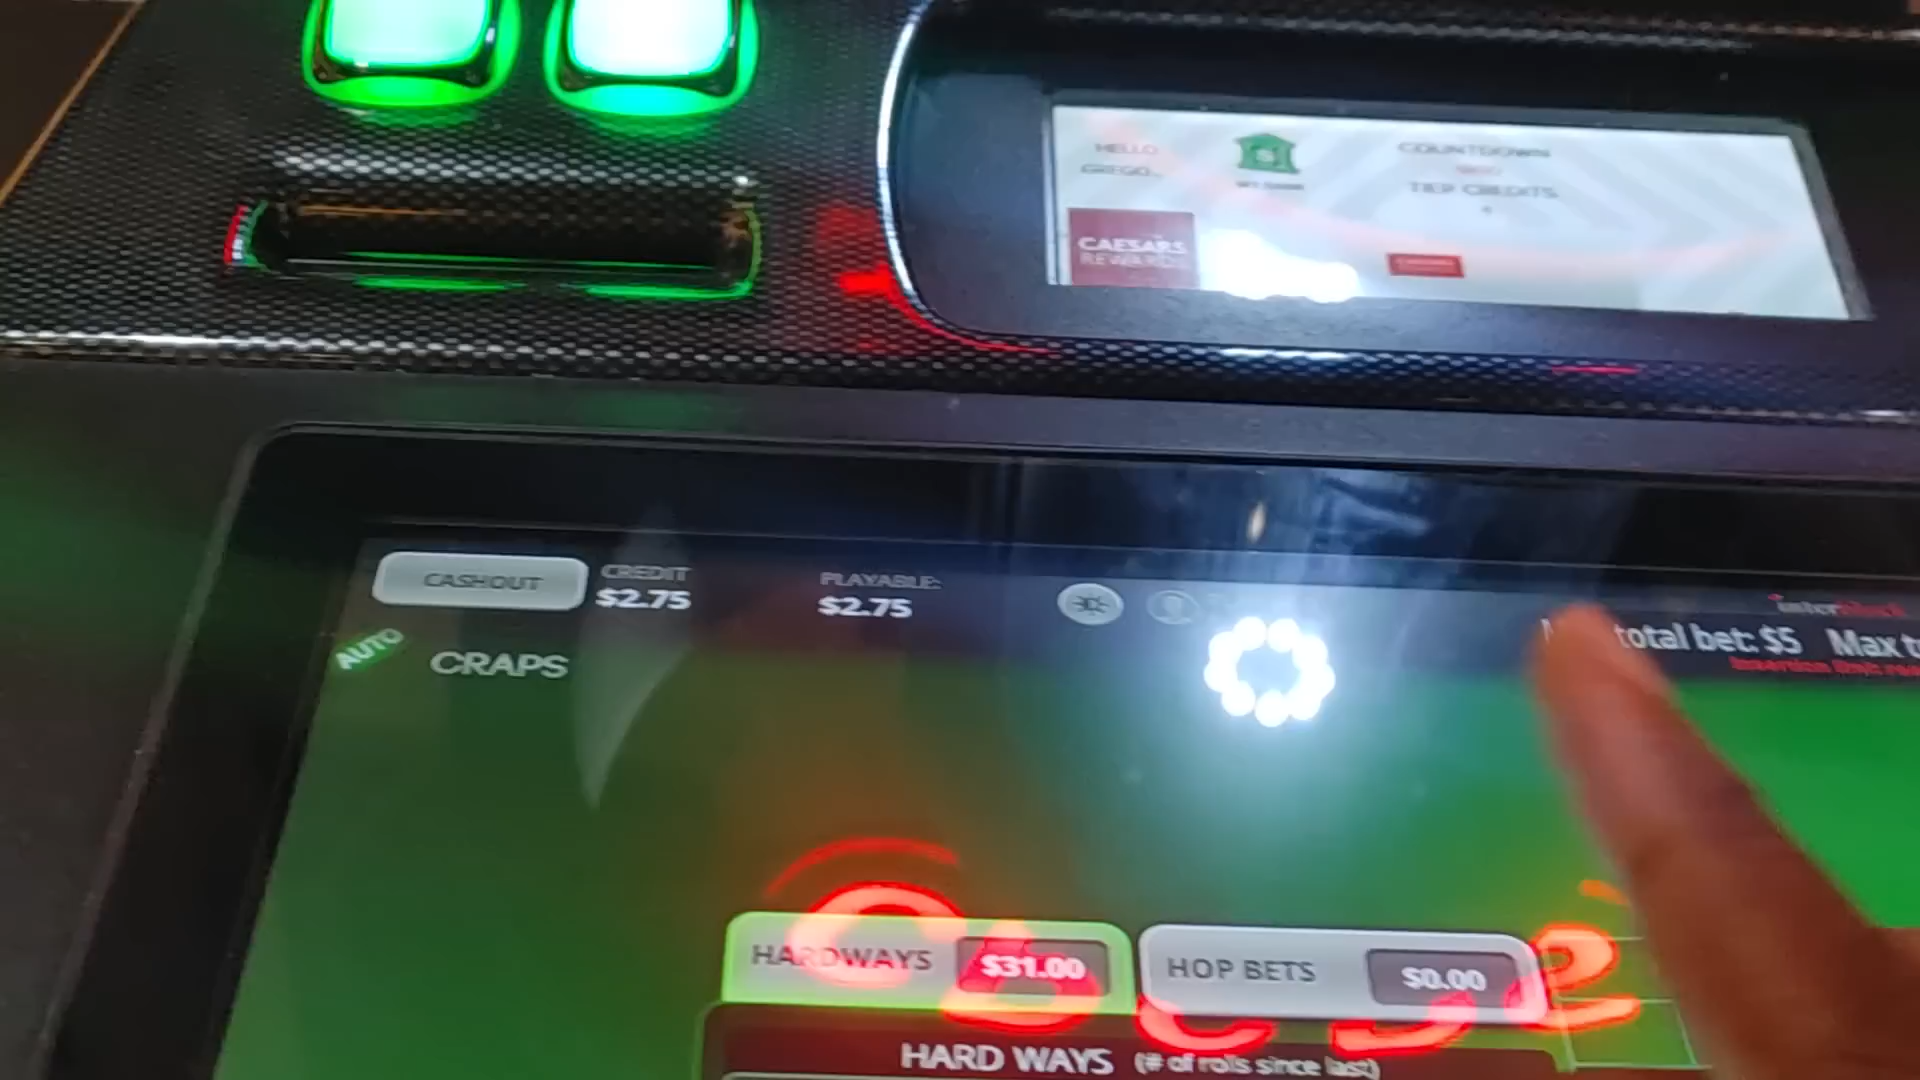 HELLO
GREGO...
COUNTDOWN
TIER CREDITS
CAESARS
REWARDS
CASHOUT
CREDIT
$2.75
PLAYABLE:
$2.75
AUTO
CRAPS
interblock
total bet: $5 Max t
HARDWAYS $31.00
HOP BETS $0.00
HARD WAYS (# of rolls since last)